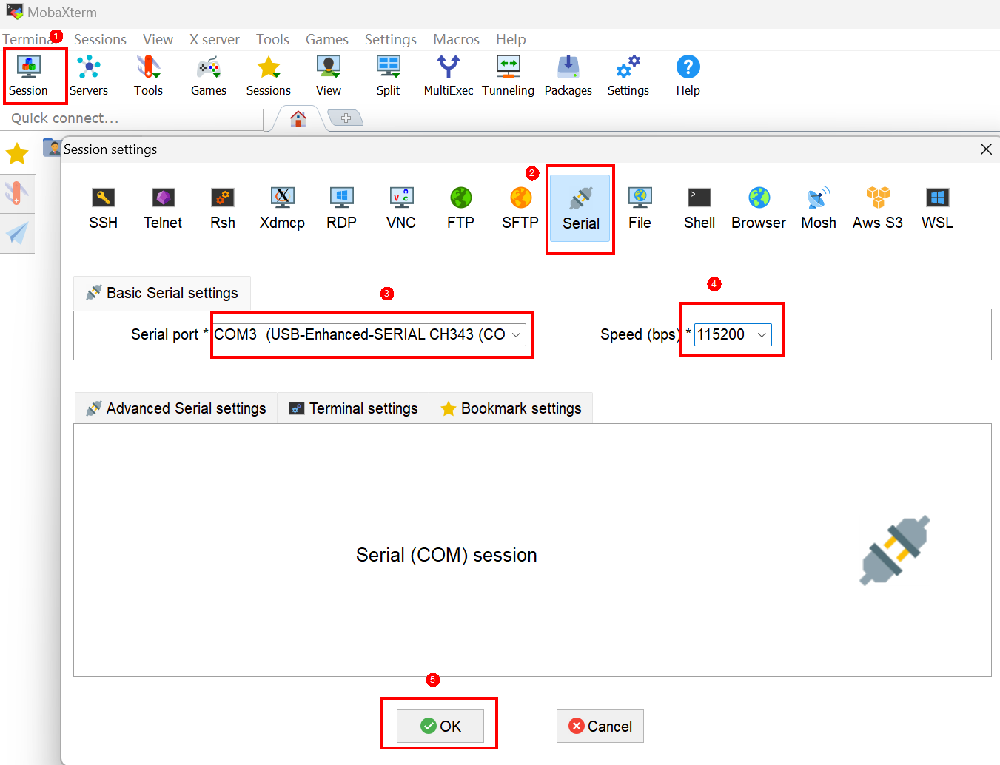 MobaXterm
Terminal Sessions View X server Tools Games Settings Macros Help
1
Session Servers Tools Games Sessions View Split MultiExec Tunneling Packages Settings Help
Quick connect...
Session settings
2
SSH Telnet Rsh Xdmcp RDP VNC FTP SFTP Serial File Shell Browser Mosh Aws S3 WSL
Basic Serial settings
3
4
Serial port * COM3 (USB-Enhanced-SERIAL CH343 (CO Speed (bps) * 115200
Advanced Serial settings Terminal settings Bookmark settings
Serial (COM) session
5
OK Cancel